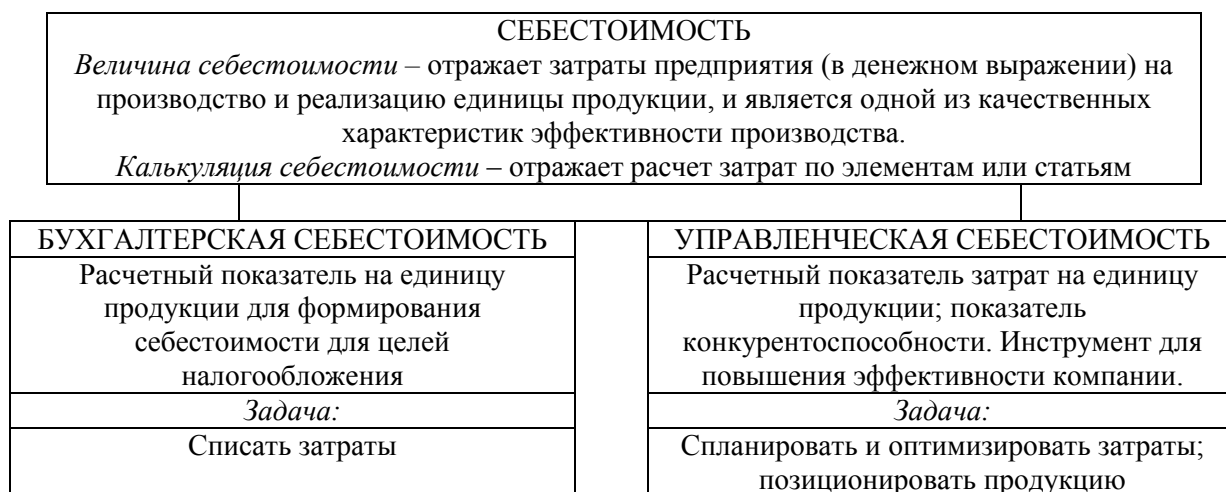 СЕБЕСТОИМОСТЬ
Величина себестоимости – отражает затраты предприятия (в денежном выражении) на
производство и реализацию единицы продукции, и является одной из качественных
характеристик эффективности производства.
Калькуляция себестоимости – отражает расчет затрат по элементам или статьям
БУХГАЛТЕРСКАЯ СЕБЕСТОИМОСТЬ
Расчетный показатель на единицу
продукции для формирования
себестоимости для целей
налогообложения
Задача:
Списать затраты
УПРАВЛЕНЧЕСКАЯ СЕБЕСТОИМОСТЬ
Расчетный показатель затрат на единицу
продукции; показатель
конкурентоспособности. Инструмент для
повышения эффективности компании.
Задача:
Спланировать и оптимизировать затраты;
позиционировать продукцию